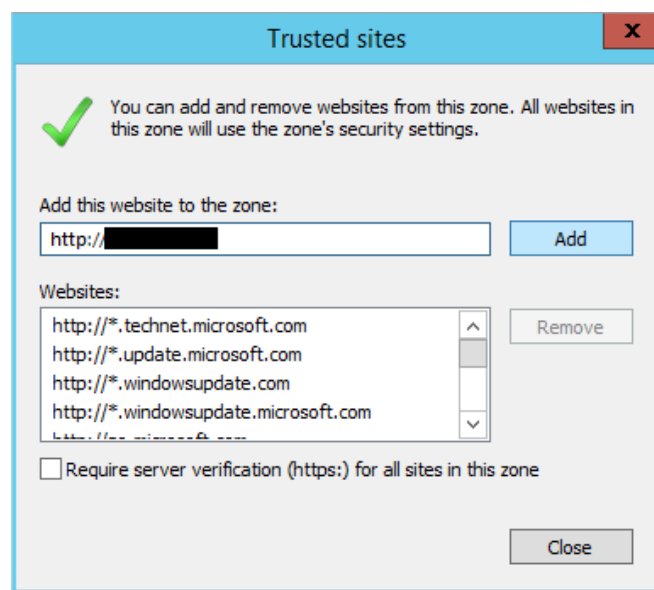 Trusted sites
x
You can add and remove websites from this zone. All websites in
this zone will use the zone's security settings.
Add this website to the zone:
http://
Add
Websites:
http://*.technet.microsoft.com
Remove
http://*.update.microsoft.com
http://*.windowsupdate.com
http://*.windowsupdate.microsoft.com
Require server verification (https:) for all sites in this zone
Close